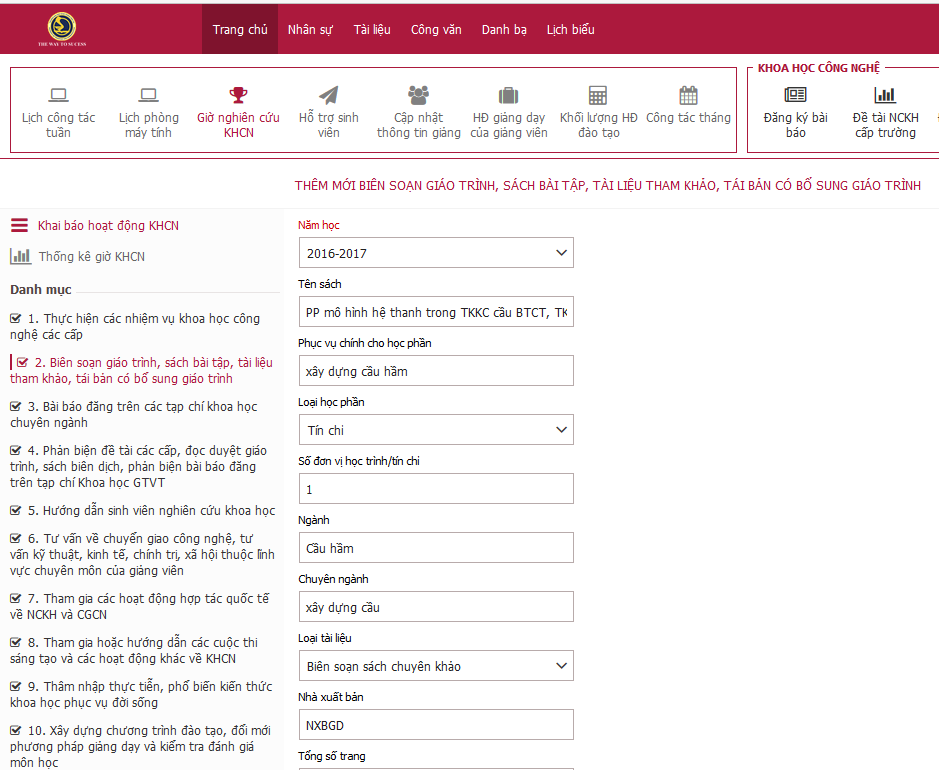 THE WAY TO SUCESS
Trang chủ
Nhân sự
Tài liệu
Công văn
Danh bạ
Lịch biểu
Lịch công tác
tuần
Lịch phòng
máy tính
Giờ nghiên cứu
KHCN
Hỗ trợ sinh
viên
Cập nhật
thông tin giảng
HĐ giảng dạy
của giảng viên
Khối lượng HĐ
đào tạo
Công tác tháng
KHOA HỌC CÔNG NGHỆ
Đăng ký bài
báo
Đề tài NCKH
cấp trường
THÊM MỚI BIÊN SOẠN GIÁO TRÌNH, SÁCH BÀI TẬP, TÀI LIỆU THAM KHẢO, TÁI BẢN CÓ BỔ SUNG GIÁO TRÌNH
Khai báo hoạt động KHCN
Thống kê giờ KHCN
Danh mục
1. Thực hiện các nhiệm vụ khoa học công
nghệ các cấp
2. Biên soạn giáo trình, sách bài tập, tài liệu
tham khảo, tái bản có bổ sung giáo trình
3. Bài báo đăng trên các tạp chí khoa học
chuyên ngành
4. Phản biện đề tài các cấp, đọc duyệt giáo
trình, sách biên dịch, phản biện bài báo đăng
trên tạp chí Khoa học GTVT
5. Hướng dẫn sinh viên nghiên cứu khoa học
6. Tư vấn về chuyển giao công nghệ, tư
vấn kỹ thuật, kinh tế, chính trị, xã hội thuộc lĩnh
vực chuyên môn của giảng viên
7. Tham gia các hoạt động hợp tác quốc tế
về NCKH và CGCN
8. Tham gia hoặc hướng dẫn các cuộc thi
sáng tạo và các hoạt động khác về KHCN
9. Thâm nhập thực tiễn, phổ biến kiến thức
khoa học phục vụ đời sống
10. Xây dựng chương trình đào tạo, đổi mới
phương pháp giảng dạy và kiểm tra đánh giá
môn học
Năm học
2016-2017
Tên sách
PP mô hình hệ thanh trong TKKC cầu BTCT, TK
Phục vụ chính cho học phần
xây dựng cầu hầm
Loại học phần
Tín chỉ
Số đơn vị học trình/tín chỉ
1
Ngành
Cầu hầm
Chuyên ngành
xây dựng cầu
Loại tài liệu
Biên soạn sách chuyên khảo
Nhà xuất bản
NXBGD
Tổng số trang